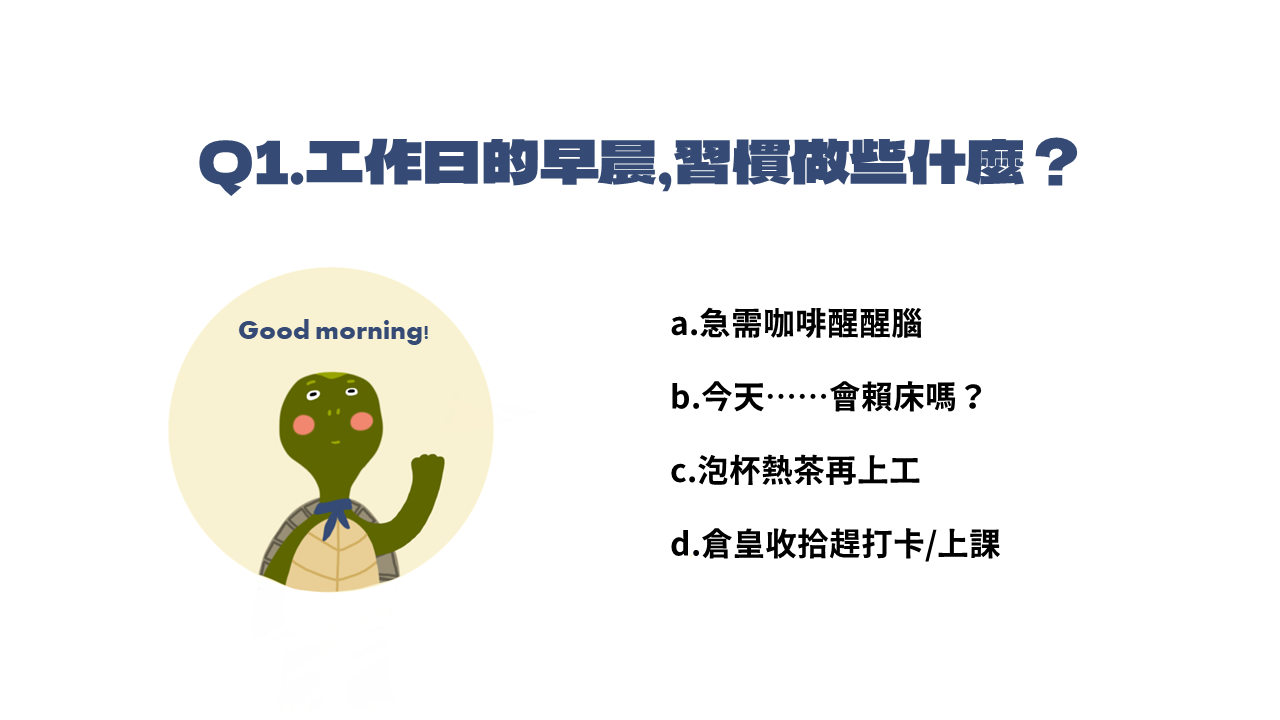 Q1.工作日的早晨,習慣做些什麼？
Good morning!
a.急需咖啡醒醒腦
b.今天⋯⋯會賴床嗎？
c.泡杯熱茶再上工
d.倉皇收拾趕打卡/上課